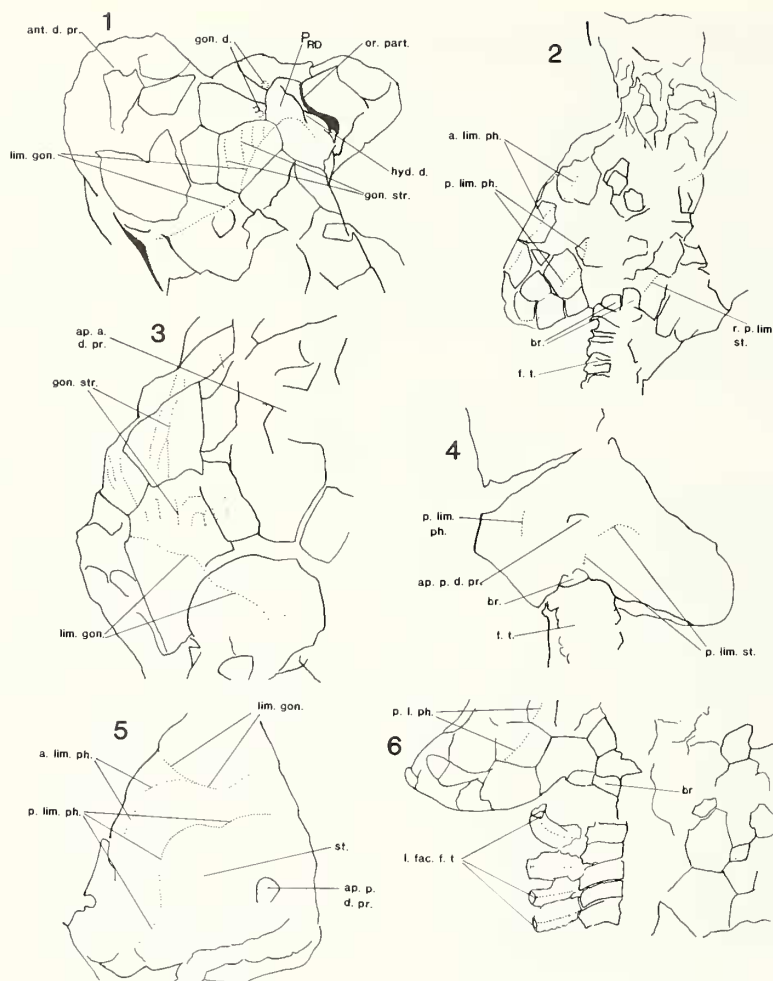 1
ant. d. pr.
gon. d.
P RD
or. part.
lim. gon.
hyd. d.
gon. str.
2
a. lim. ph.
p. lim. ph.
br.
f. t.
r. p. lim
st.
3
ap. a.
d. pr.
gon. str.
lim. gon.
4
p. lim.
ph.
ap. p. d. pr.
br.
f. t.
p. lim. st.
5
lim. gon.
a. lim. ph.
p. lim. ph.
st.
ap. p.
d. pr.
6
p. l. ph.
br
l. fac. f. t